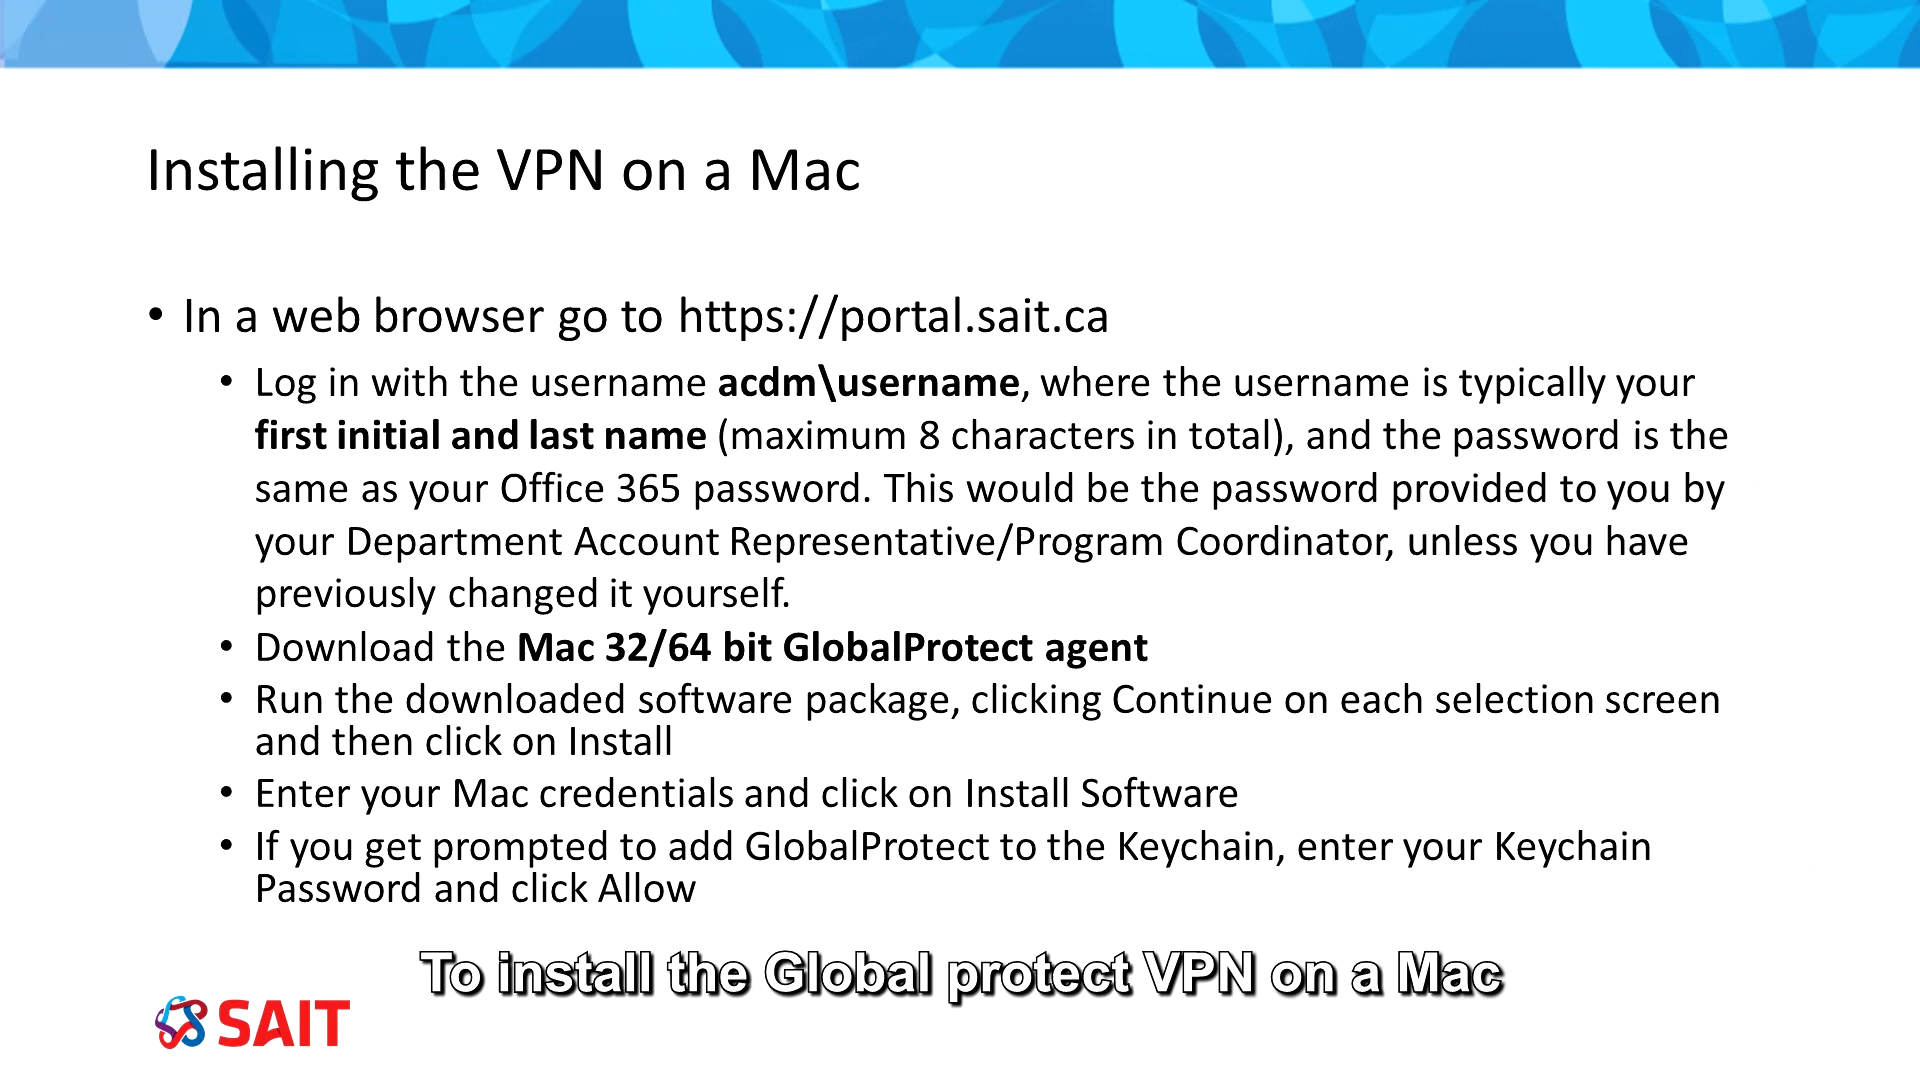 Installing the VPN on a Mac
• In a web browser go to https://portal.sait.ca
• Log in with the username acdm\username, where the username is typically your
first initial and last name (maximum 8 characters in total), and the password is the
same as your Office 365 password. This would be the password provided to you by
your Department Account Representative/Program Coordinator, unless you have
previously changed it yourself.
• Download the Mac 32/64 bit GlobalProtect agent
• Run the downloaded software package, clicking Continue on each selection screen
and then click on Install
• Enter your Mac credentials and click on Install Software
• If you get prompted to add GlobalProtect to the Keychain, enter your Keychain
Password and click Allow
To install the Global protect VPN on a Mac
SAIT